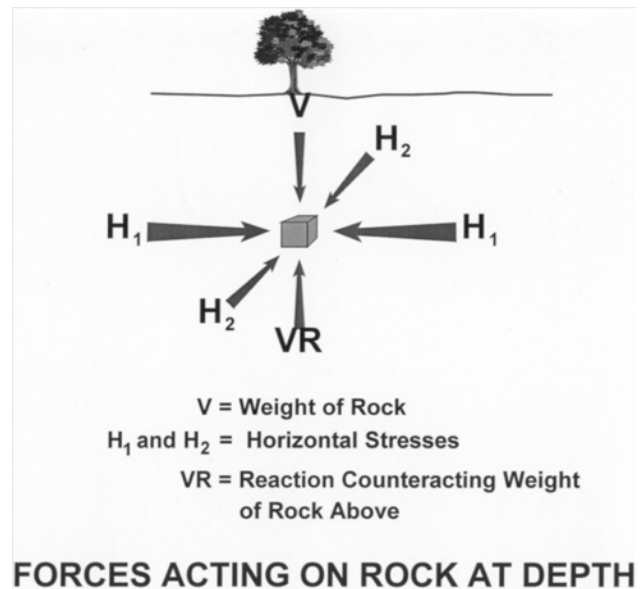 V
H₂
H₁ H₁
H₂
VR
V = Weight of Rock
H₁ and H₂ = Horizontal Stresses
VR = Reaction Counteracting Weight
of Rock Above
FORCES ACTING ON ROCK AT DEPTH